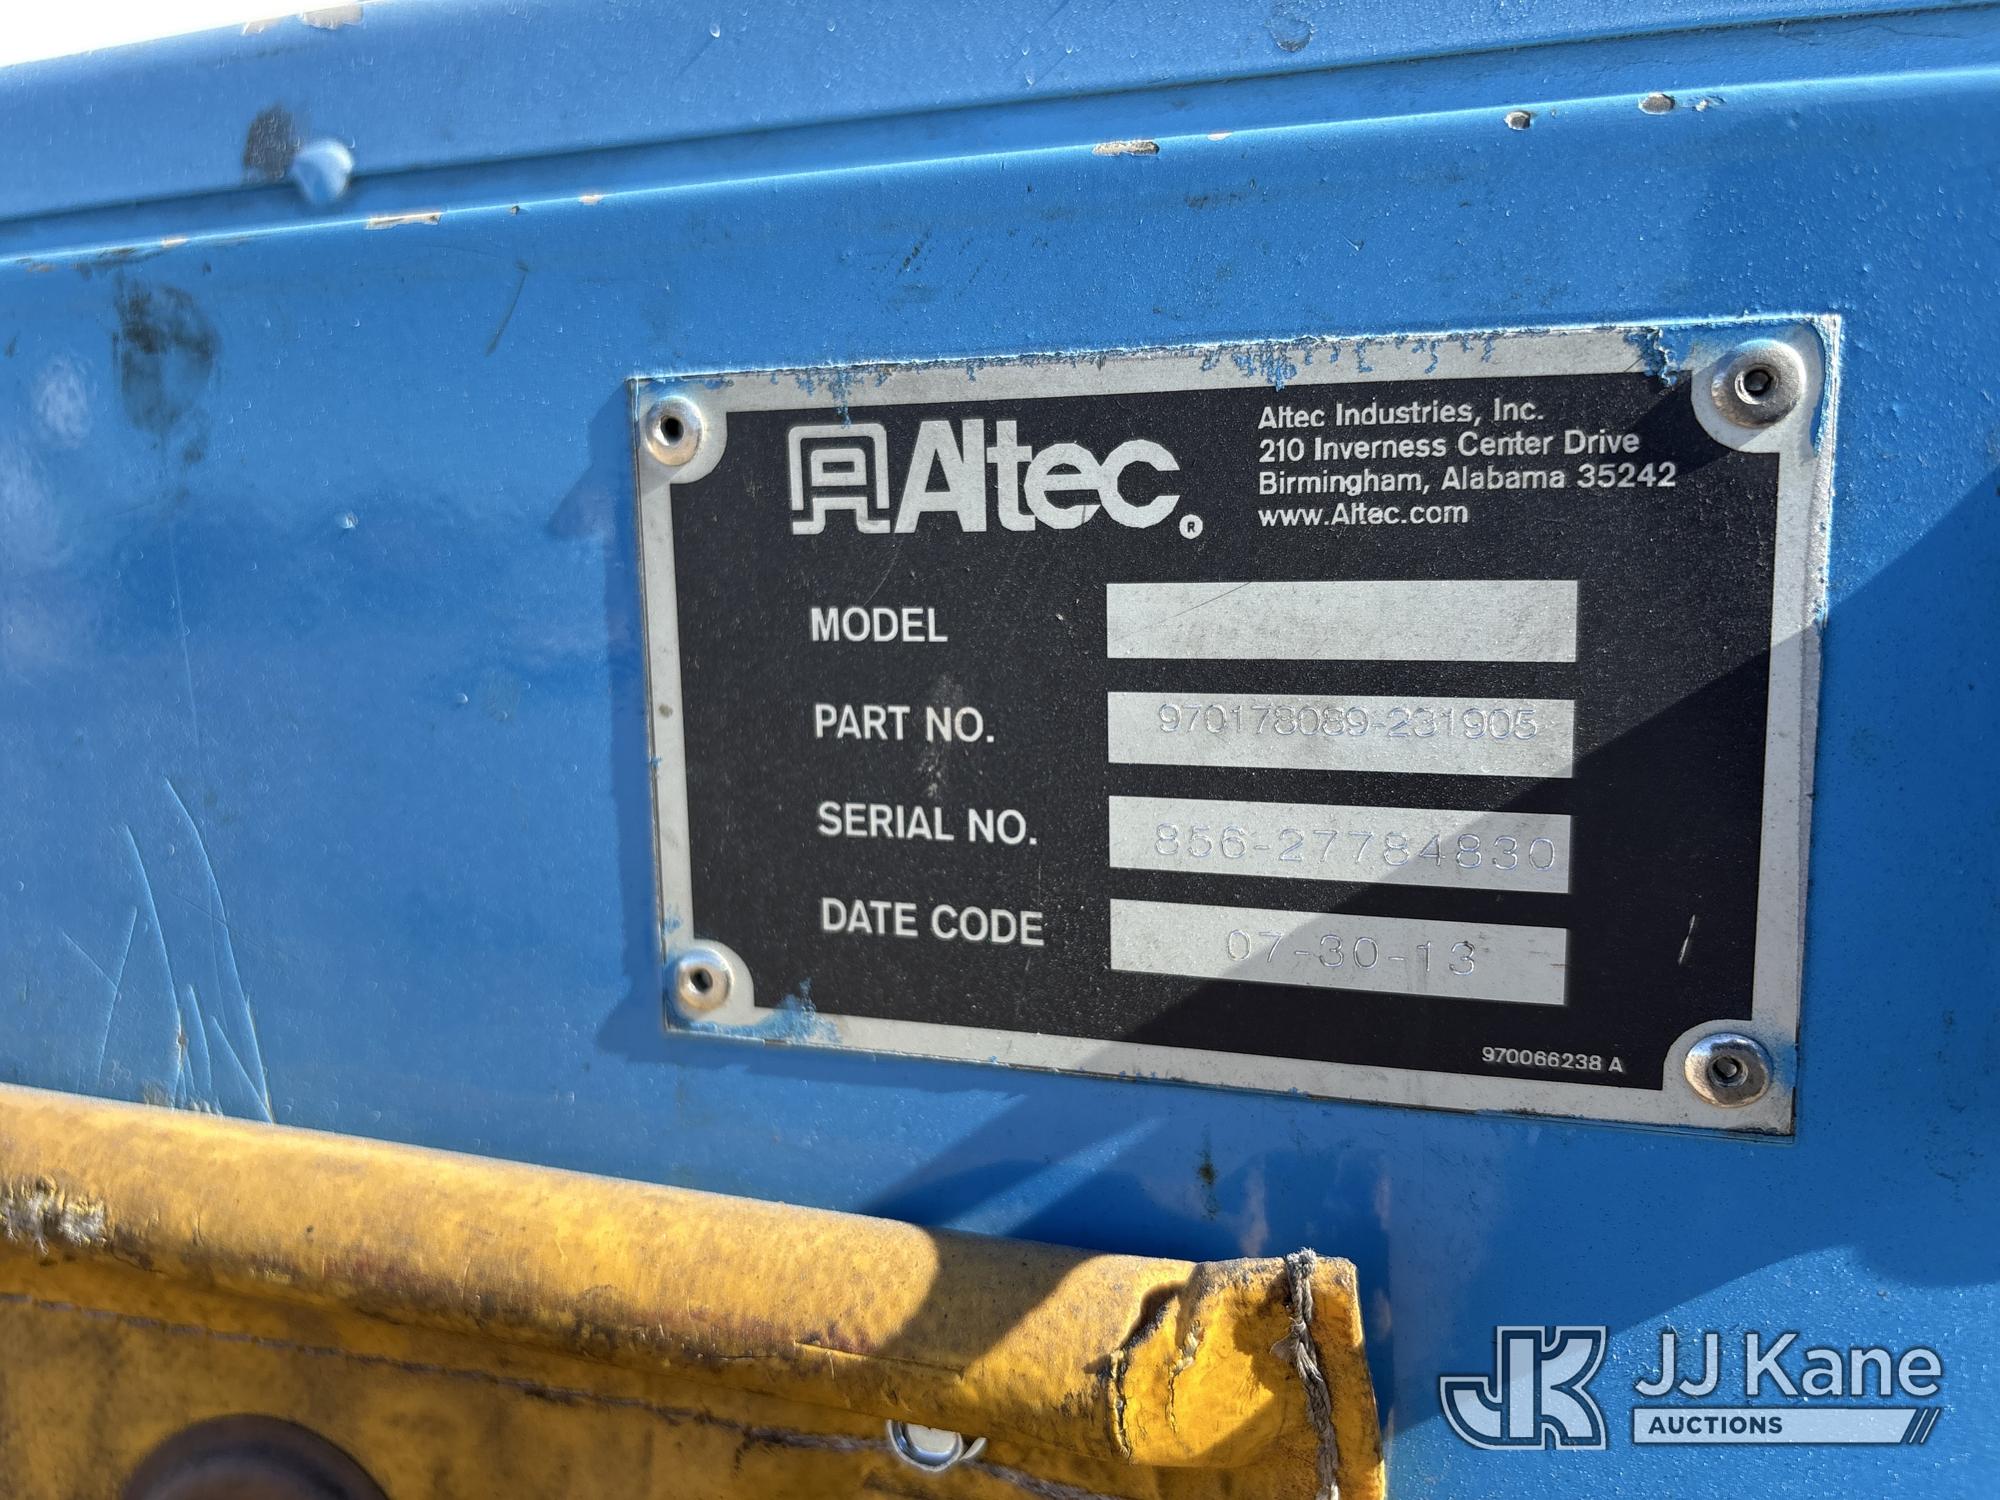 Altec®
Altec Industries, Inc.
210 Inverness Center Drive
Birmingham, Alabama 35242
www.Altec.com
MODEL
PART NO. 970178089-231905
SERIAL NO. 856-27784830
DATE CODE 07-30-13
970066238 A
JK JJ Kane
AUCTIONS